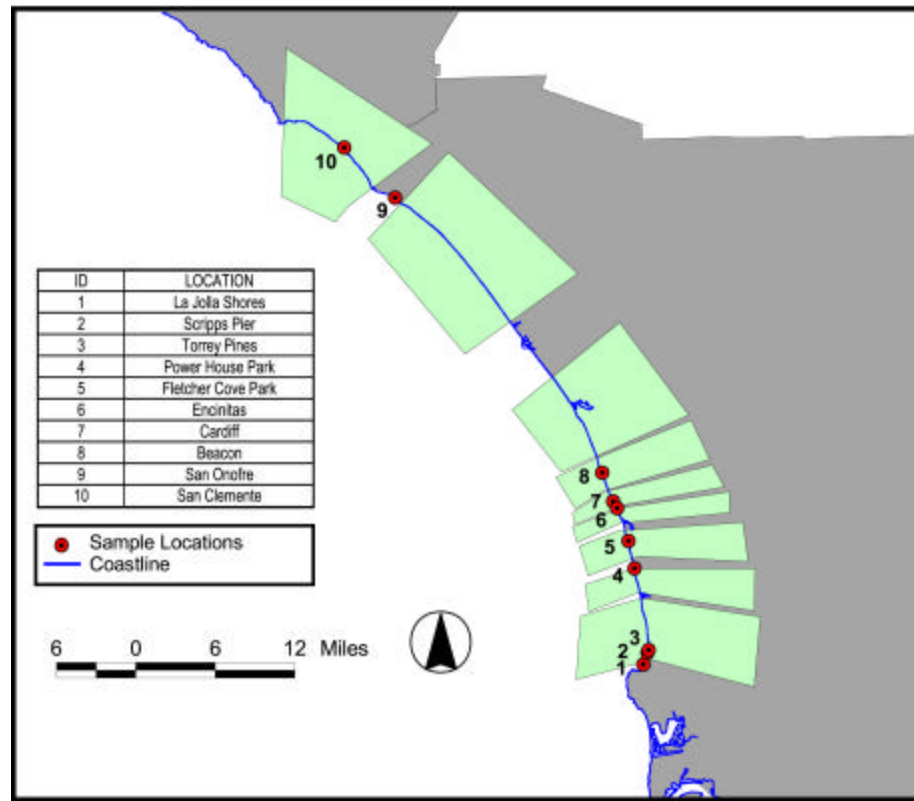 10
9
ID LOCATION
1 La Jolla Shores
2 Scripps Pier
3 Torrey Pines
4 Power House Park
5 Fletcher Cove Park
6 Encinitas
7 Cardiff
8 Beacon
9 San Onofre
10 San Clemente
8
7
6
5
4
3
2
1
Sample Locations
Coastline
6 0 6 12 Miles